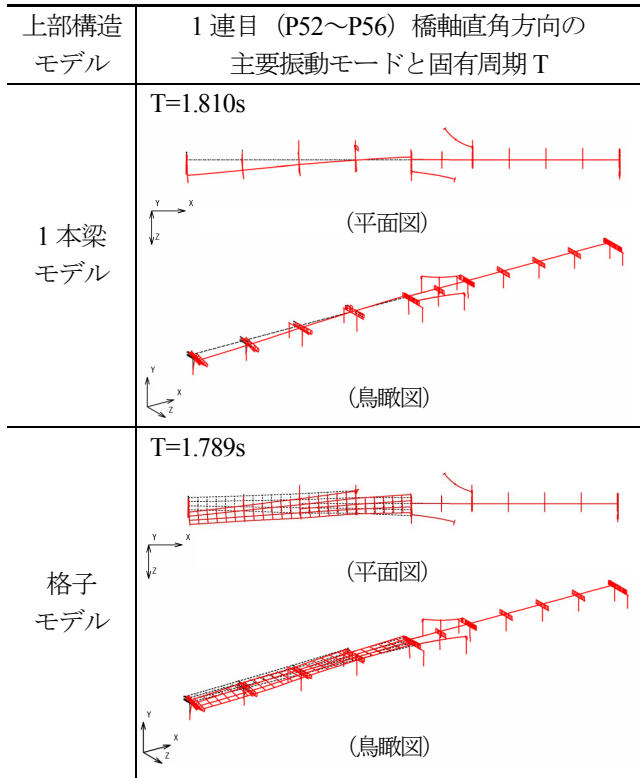 上部構造
モデル
1連目（P52～P56）橋軸直角方向の
主要振動モードと固有周期T
1本梁
モデル
T=1.810s
Y
X
Z
（平面図）
Y
X
Z
（鳥瞰図）
格子
モデル
T=1.789s
Y
X
Z
（平面図）
Y
X
Z
（鳥瞰図）